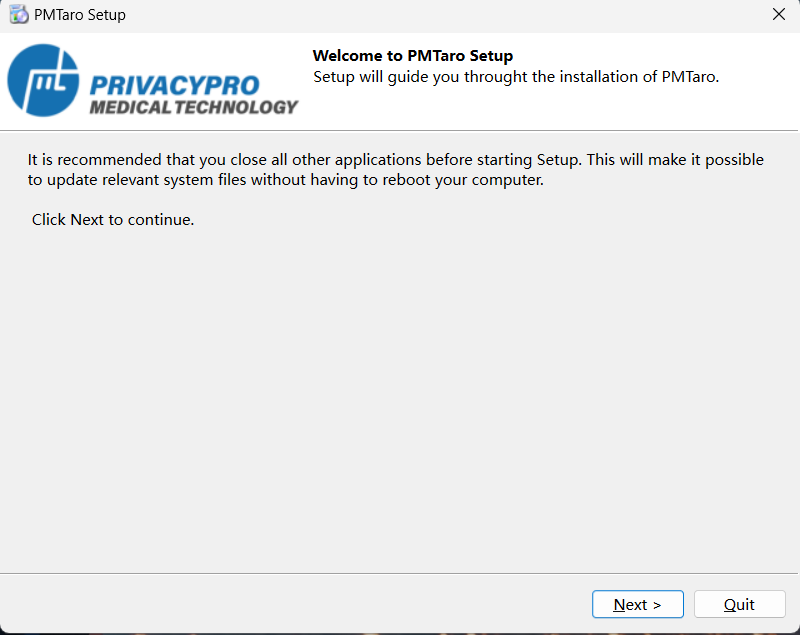 PMTaro Setup
mt
PRIVACYPRO
MEDICAL TECHNOLOGY
Welcome to PMTaro Setup
Setup will guide you throught the installation of PMTaro.
It is recommended that you close all other applications before starting Setup. This will make it possible
to update relevant system files without having to reboot your computer.
Click Next to continue.
Next >
Quit